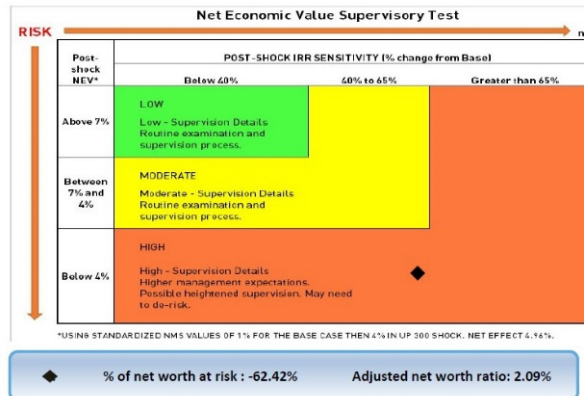 Net Economic Value Supervisory Test
RISK
Post-shock NEV*
POST-SHOCK IRR SENSITIVITY (% change from Base)
Below 40%
40% to 65%
Greater than 65%
Above 7%
LOW
Low - Supervision Details
Routine examination and
supervision process.
Between
7% and
4%
MODERATE
Moderate - Supervision Details
Routine examination and
supervision process.
Below 4%
HIGH
High - Supervision Details
Higher management expectations.
Possible heightened supervision. May need
to de-risk.
*USING STANDARDIZED NMS VALUES OF 1% FOR THE BASE CASE THEN 4% IN UP 300 SHOCK. NET EFFECT 4.96%.
% of net worth at risk : -62.42%
Adjusted net worth ratio: 2.09%